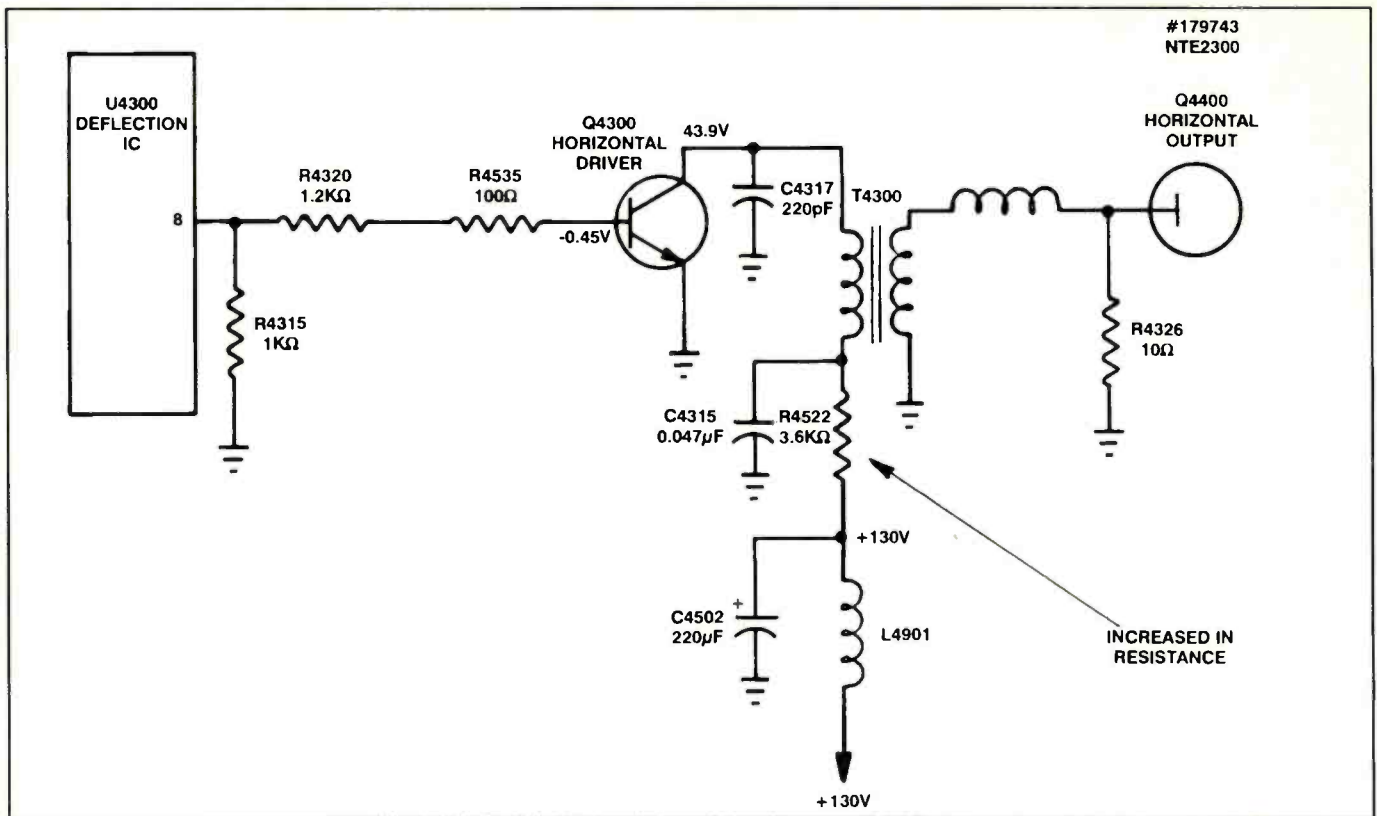 #179743
NTE2300
U4300
DEFLECTION
IC
8
R4320
1.2KΩ
R4535
100Ω
R4315
1KΩ
Q4300
HORIZONTAL
DRIVER
43.9V
-0.45V
C4317
220pF
T4300
Q4400
HORIZONTAL
OUTPUT
R4326
10Ω
C4315
0.047µF
R4522
3.6KΩ
+130V
+
C4502
220µF
L4901
+130V
INCREASED IN
RESISTANCE